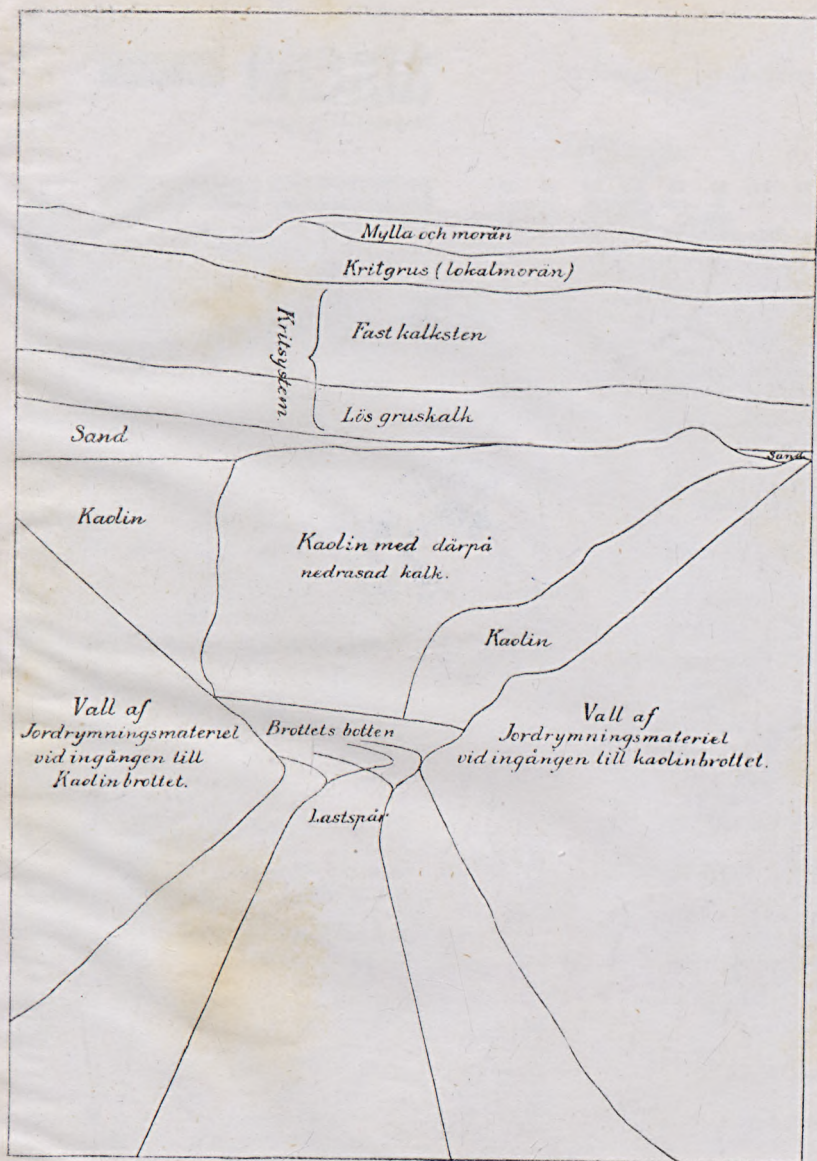 Mylla och morän
Kritgrus (lokalmorän)
Kritsystem.
Fast kalksten
Lös gruskalk
Sand
Sand
Kaolin
Kaolin med därpå
nedrasad kalk.
Kaolin
Vall af
Jordrymningsmateriel
vid ingången till
Kaolinbrottet.
Brottets botten
Vall af
Jordrymningsmateriel
vid ingången till kaolinbrottet.
Lastspår